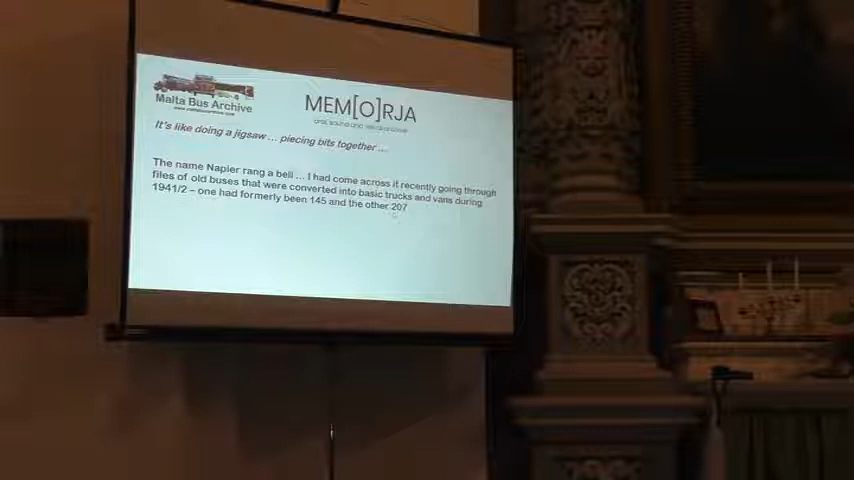 Malta Bus Archive
MEM[O]RJA
It's like doing a jigsaw ... piecing bits together ...
The name Napier rang a bell ... I had come across it recently going through
files of old buses that were converted into basic trucks and vans during
1941/2 – one had formerly been 145 and the other 207